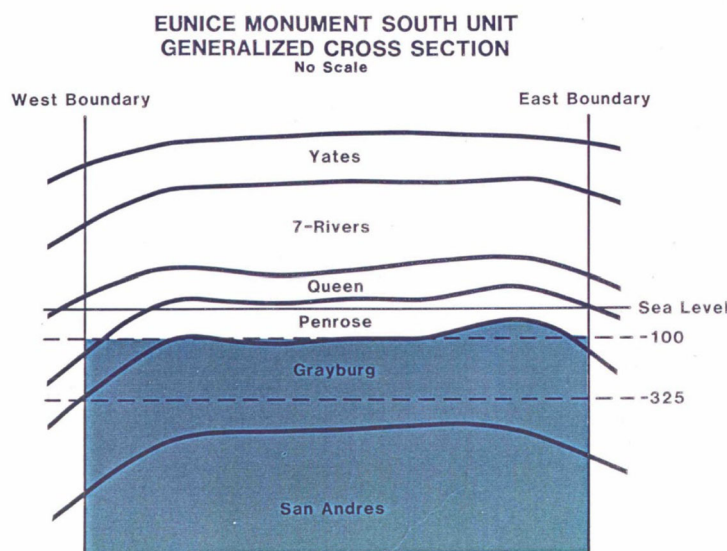 EUNICE MONUMENT SOUTH UNIT
GENERALIZED CROSS SECTION
No Scale
West Boundary
East Boundary
Yates
7-Rivers
Queen
Sea Level
Penrose
-100
Grayburg
-325
San Andres